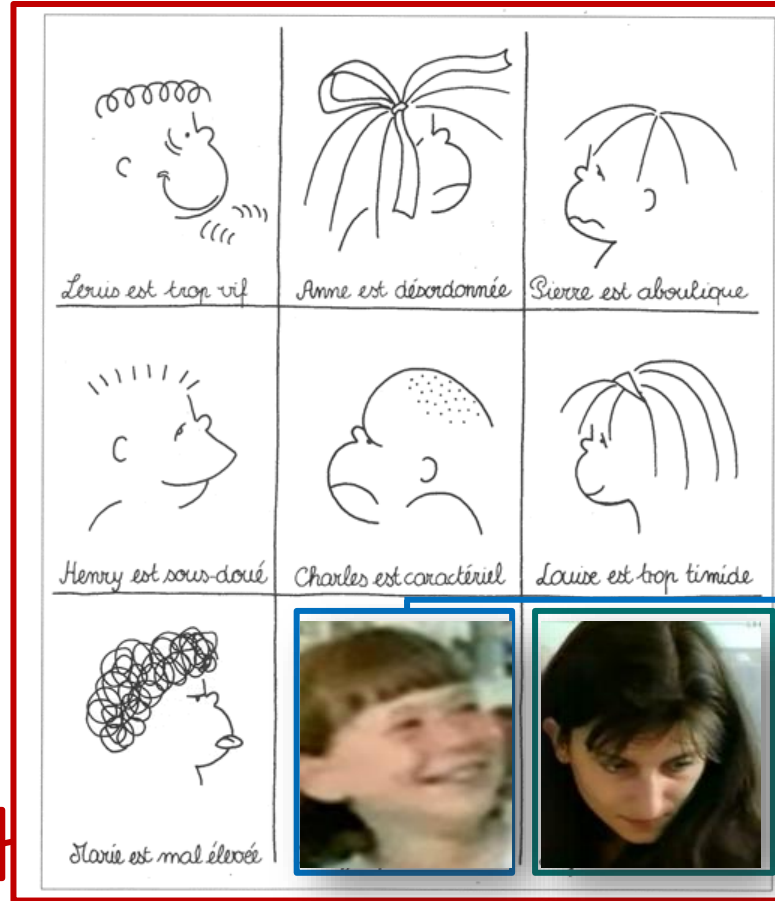 Louis est trop vif
Anne est désordonnée
Pierre est aboulique
Henry est sous-doué
Charles est caractériel
Louise est trop timide
Marie est mal élevée